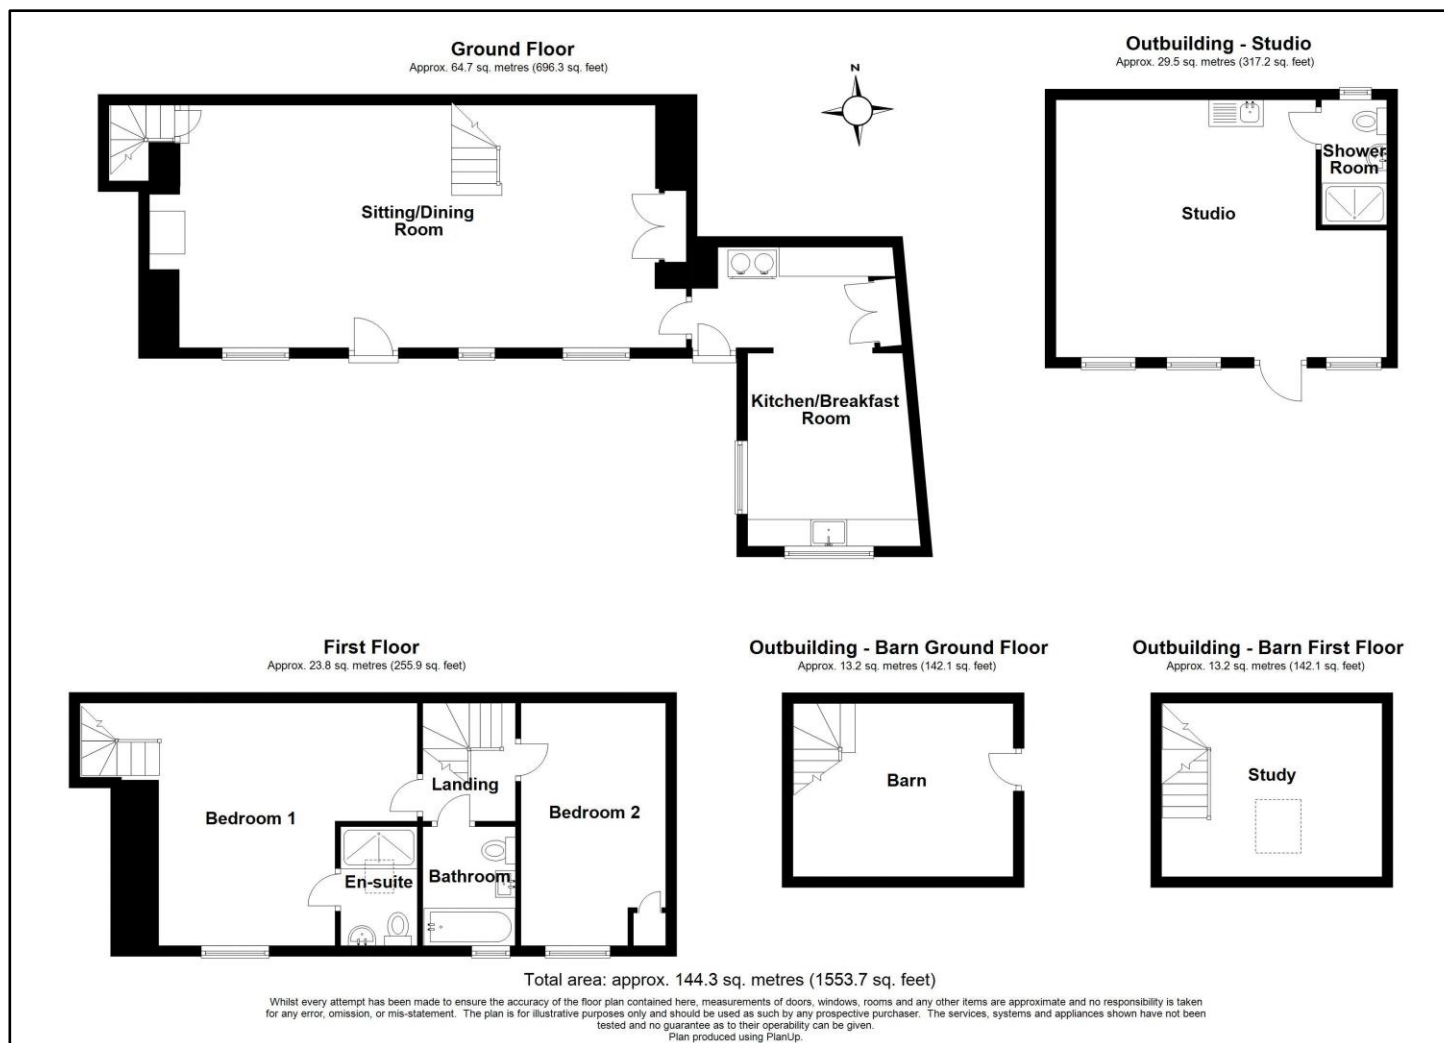 Ground Floor
Approx. 64.7 sq. metres (696.3 sq. feet)
Outbuilding - Studio
Approx. 29.5 sq. metres (317.2 sq. feet)
N
Shower
Room
Sitting/Dining
Room
Studio
Kitchen/Breakfast
Room
First Floor
Approx. 23.8 sq. metres (255.9 sq. feet)
Outbuilding - Barn Ground Floor
Approx. 13.2 sq. metres (142.1 sq. feet)
Outbuilding - Barn First Floor
Approx. 13.2 sq. metres (142.1 sq. feet)
Landing
Barn
Study
Bedroom 1
Bedroom 2
En-suite
Bathroom
Total area: approx. 144.3 sq. metres (1553.7 sq. feet)
Whilst every attempt has been made to ensure the accuracy of the floor plan contained here, measurements of doors, windows, rooms and any other items are approximate and no responsibility is taken
for any error, omission, or mis-statement. The plan is for illustrative purposes only and should be used as such by any prospective purchaser. The services, systems and appliances shown have not been
tested and no guarantee as to their operability can be given.
Plan produced using PlanUp.